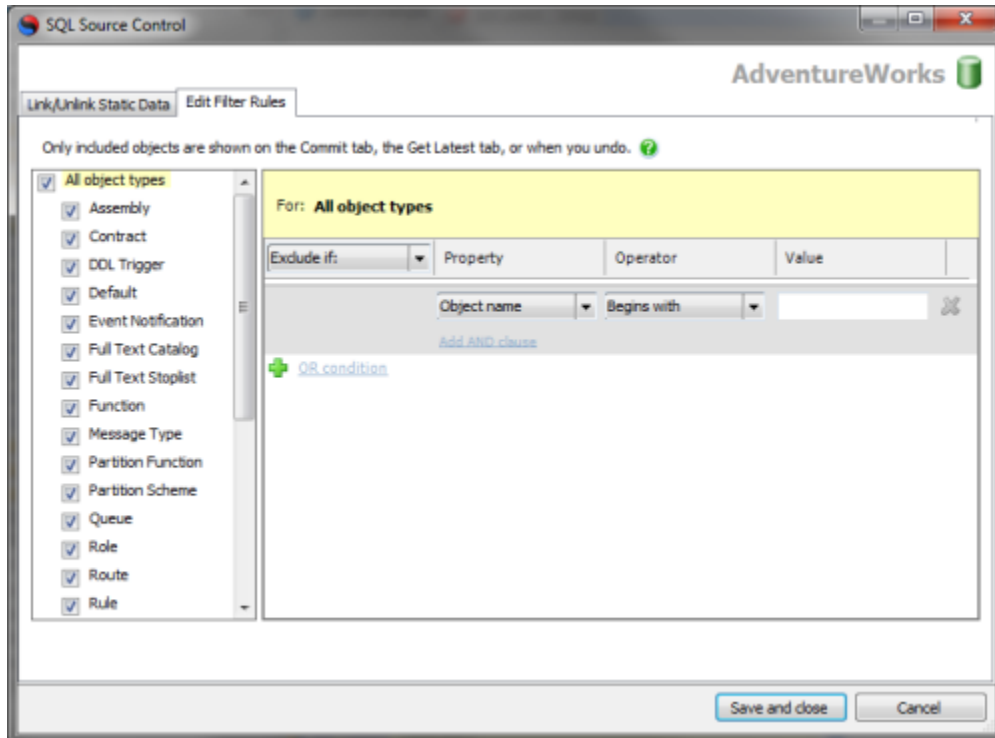 SQL Source Control
AdventureWorks
Link/Unlink Static Data
Edit Filter Rules
Only included objects are shown on the Commit tab, the Get Latest tab, or when you undo.
All object types
Assembly
Contract
DDL Trigger
Default
Event Notification
Full Text Catalog
Full Text Stoplist
Function
Message Type
Partition Function
Partition Scheme
Queue
Role
Route
Rule
For: All object types
Exclude if: Property Operator Value
Object name Begins with
Add AND clause
OR condition
Save and close Cancel